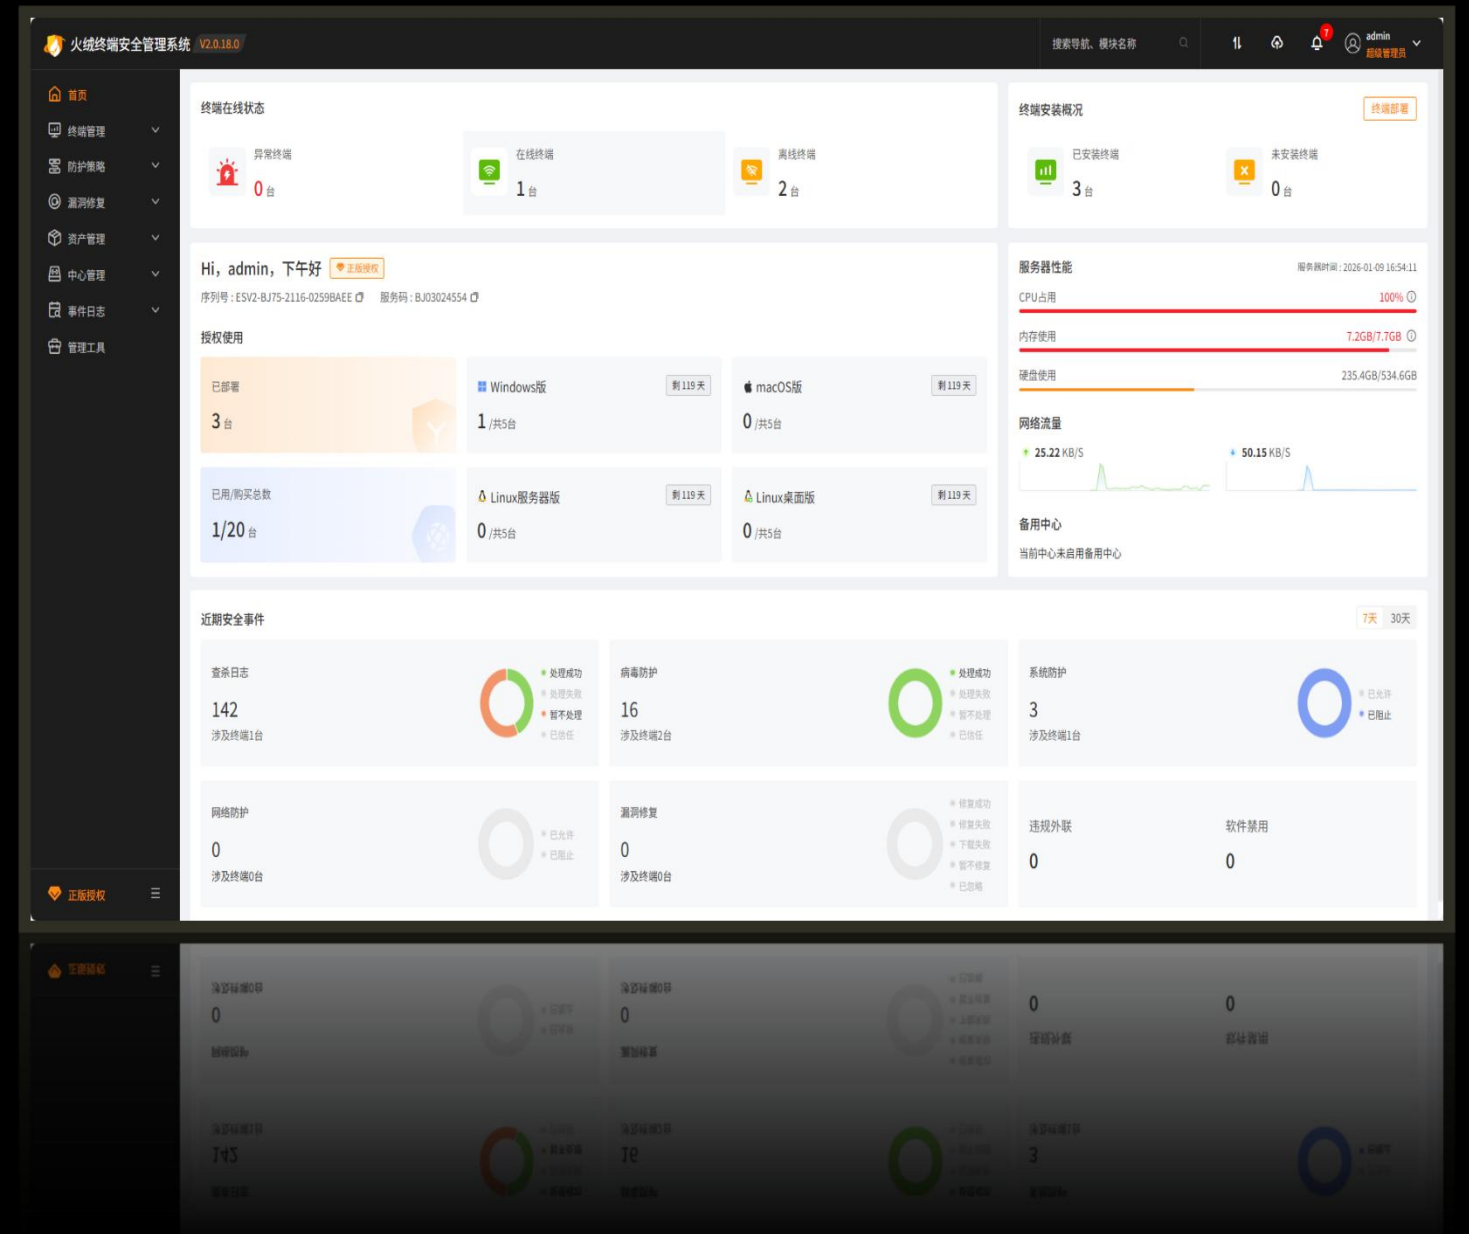 火绒终端安全管理系统 V2.0.18.0
搜索导航、模块名称
7
admin
超级管理员
首页
终端管理
防护策略
漏洞修复
资产管理
中心管理
事件日志
管理工具
正版授权
终端在线状态
异常终端
0 台
在线终端
1 台
离线终端
2 台
终端安装概况
终端部署
已安装终端
3 台
未安装终端
0 台
Hi，admin，下午好 正版授权
序列号 : ESV2-BJ75-2116-0259BAEE 服务码 : BJ03024554
授权使用
已部署
3 台
Windows版 剩 119 天
1 /共5台
macOS版 剩 119 天
0 /共5台
已用/购买总数
1/20 台
Linux服务器版 剩 119 天
0 /共5台
Linux桌面版 剩 119 天
0 /共5台
服务器性能 服务器时间 : 2026-01-09 16:54:11
CPU占用 100%
内存使用 7.2GB/7.7GB
硬盘使用 235.4GB/534.6GB
网络流量
25.22 KB/S
50.15 KB/S
备用中心
当前中心未启用备用中心
近期安全事件 7天 30天
查杀日志
142
涉及终端1台
处理成功
处理失败
暂不处理
已信任
病毒防护
16
涉及终端2台
处理成功
处理失败
暂不处理
已信任
系统防护
3
涉及终端1台
已允许
已阻止
网络防护
0
涉及终端0台
已允许
已阻止
漏洞修复
0
涉及终端0台
修复成功
修复失败
下载失败
暂不修复
已忽略
违规外联
0
软件禁用
0